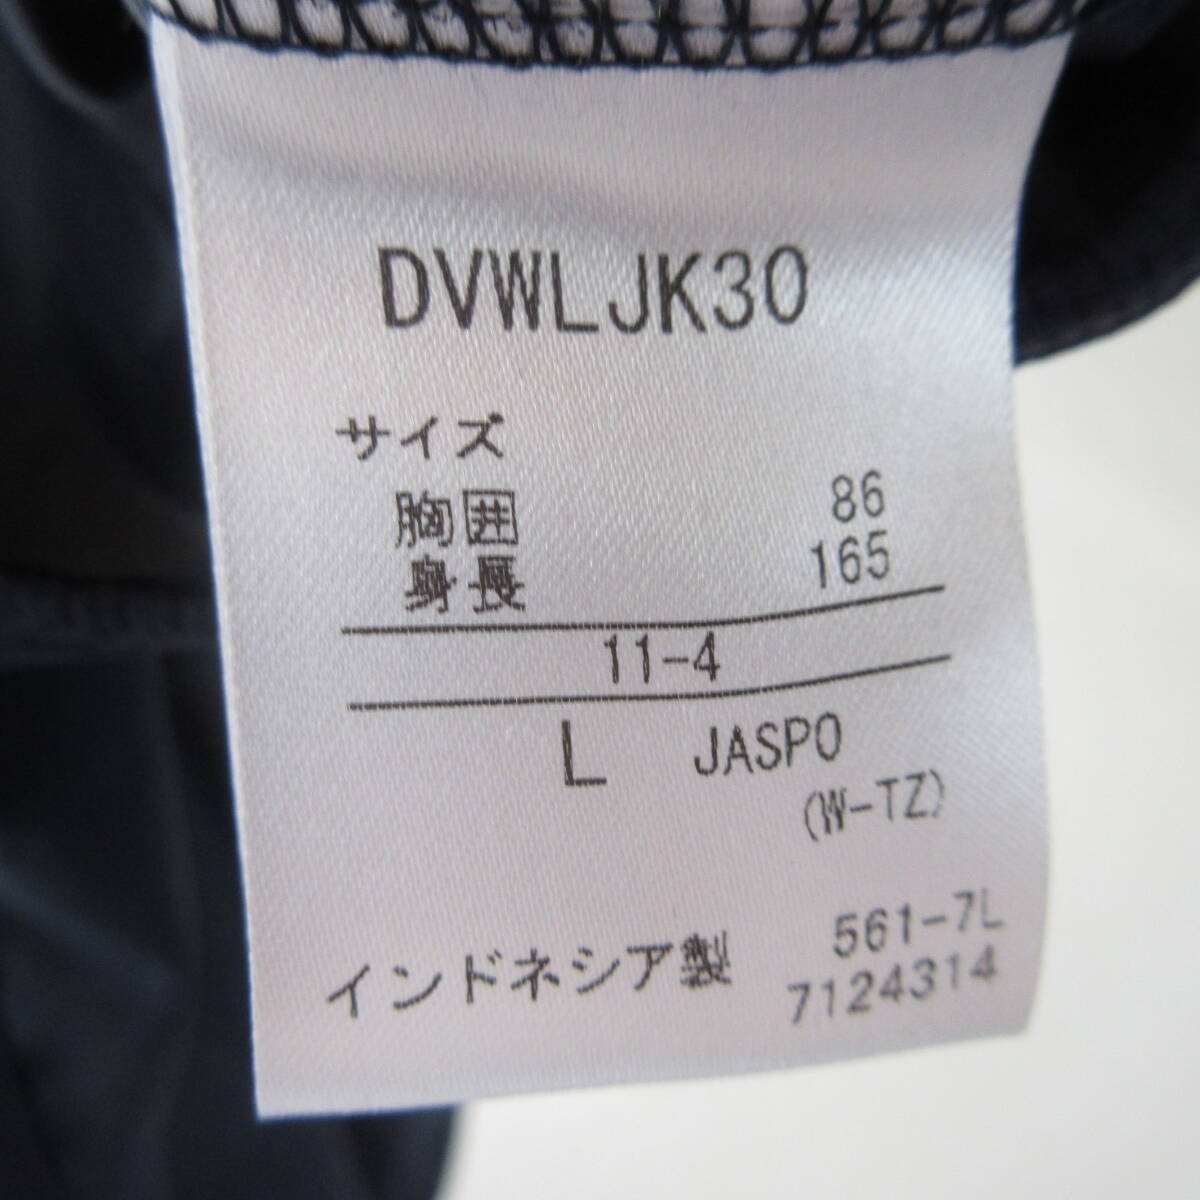 DVWLJK30
サイズ
胸囲 86
身長 165
11-4
L JASPO
(W-TZ)
561-7L
インドネシア製 7124314